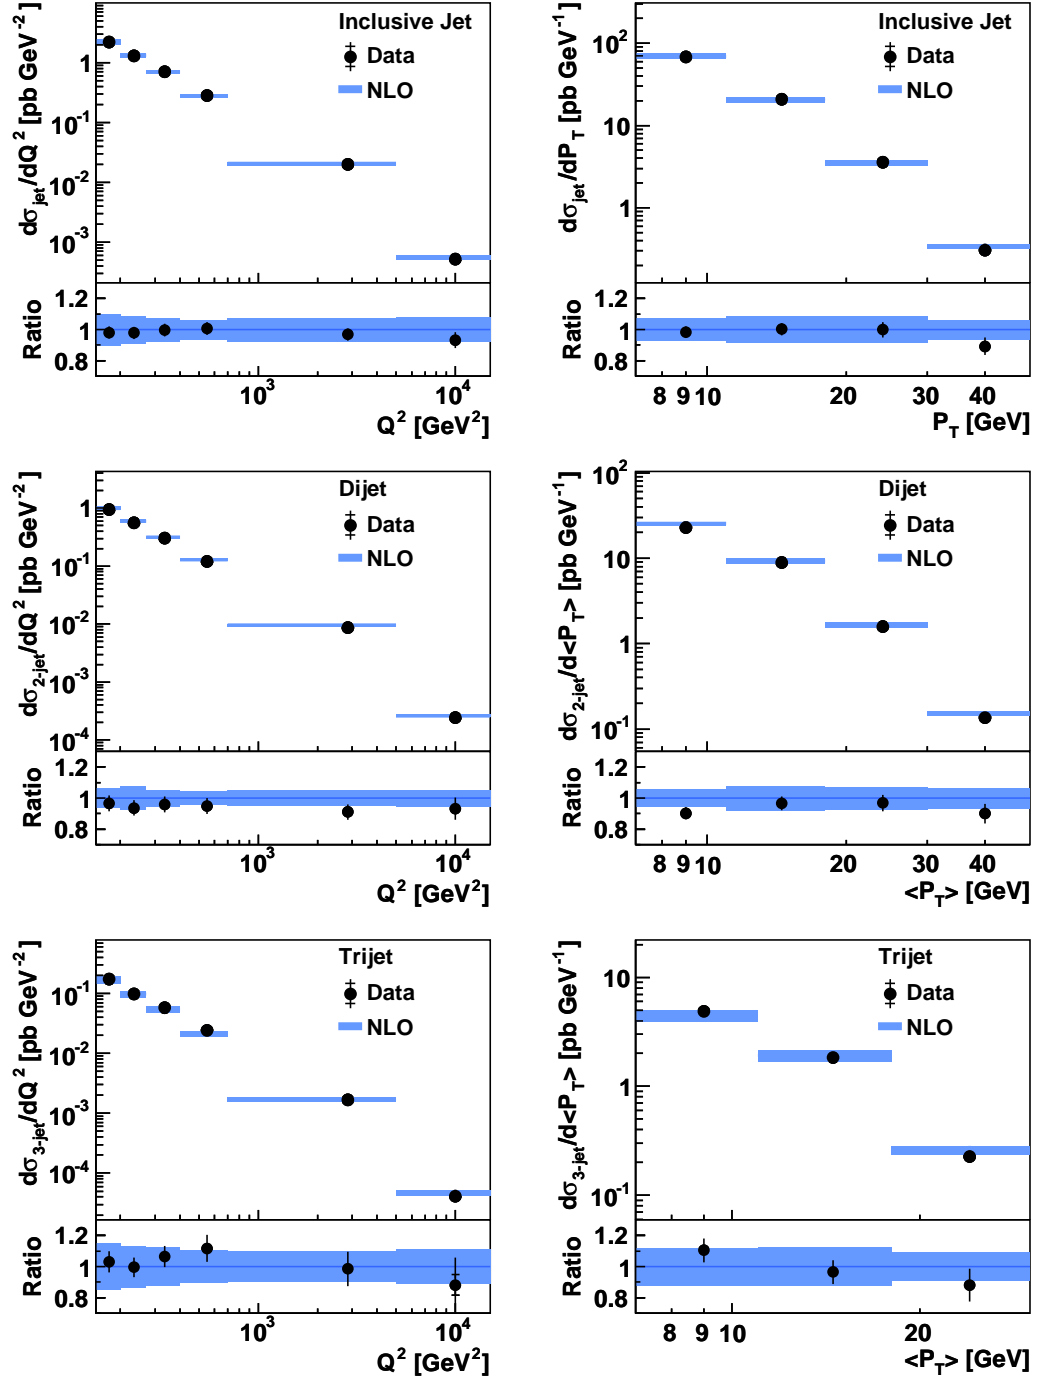 dσjet/dQ² [pb GeV⁻²]
Inclusive Jet
Data
NLO
1
10⁻¹
10⁻²
10⁻³
Ratio
1.2
1
0.8
10³ 10⁴
Q² [GeV²]
dσjet/dP_T [pb GeV⁻¹]
Inclusive Jet
Data
NLO
10²
10
1
Ratio
1.2
1
0.8
8 9 10 20 30 40
P_T [GeV]
dσ2-jet/dQ² [pb GeV⁻²]
Dijet
Data
NLO
1
10⁻¹
10⁻²
10⁻³
10⁻⁴
Ratio
1.2
1
0.8
10³ 10⁴
Q² [GeV²]
dσ2-jet/d<P_T> [pb GeV⁻¹]
Dijet
Data
NLO
10²
10
1
10⁻¹
Ratio
1.2
1
0.8
8 9 10 20 30 40
<P_T> [GeV]
dσ3-jet/dQ² [pb GeV⁻²]
Trijet
Data
NLO
10⁻¹
10⁻²
10⁻³
10⁻⁴
Ratio
1.2
1
0.8
10³ 10⁴
Q² [GeV²]
dσ3-jet/d<P_T> [pb GeV⁻¹]
Trijet
Data
NLO
10
1
10⁻¹
Ratio
1.2
1
0.8
8 9 10 20
<P_T> [GeV]